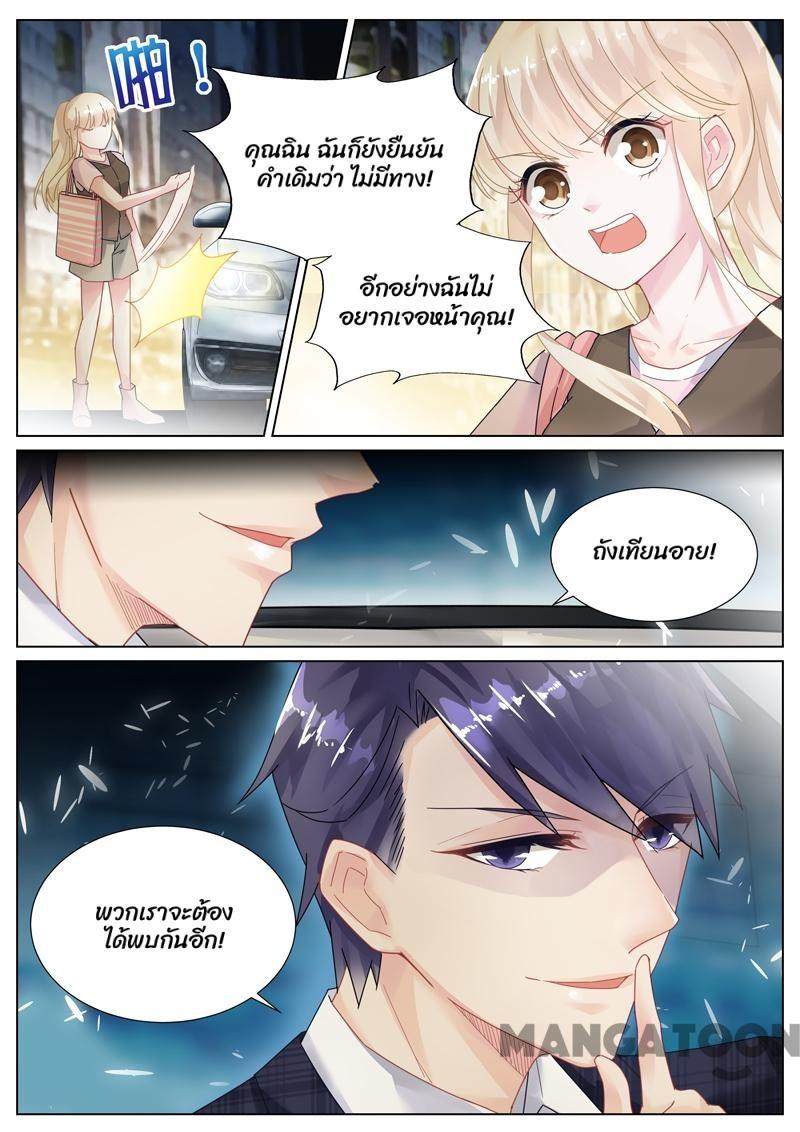 啪!
คุณฉิน ฉันก็ยังยืนยัน
คำเดิมว่า ไม่มีทาง!
อีกอย่างฉันไม่
อยากเจอหน้าคุณ!
ถังเทียนอาย!
พวกเราจะต้อง
ได้พบกันอีก!
MANGATOON